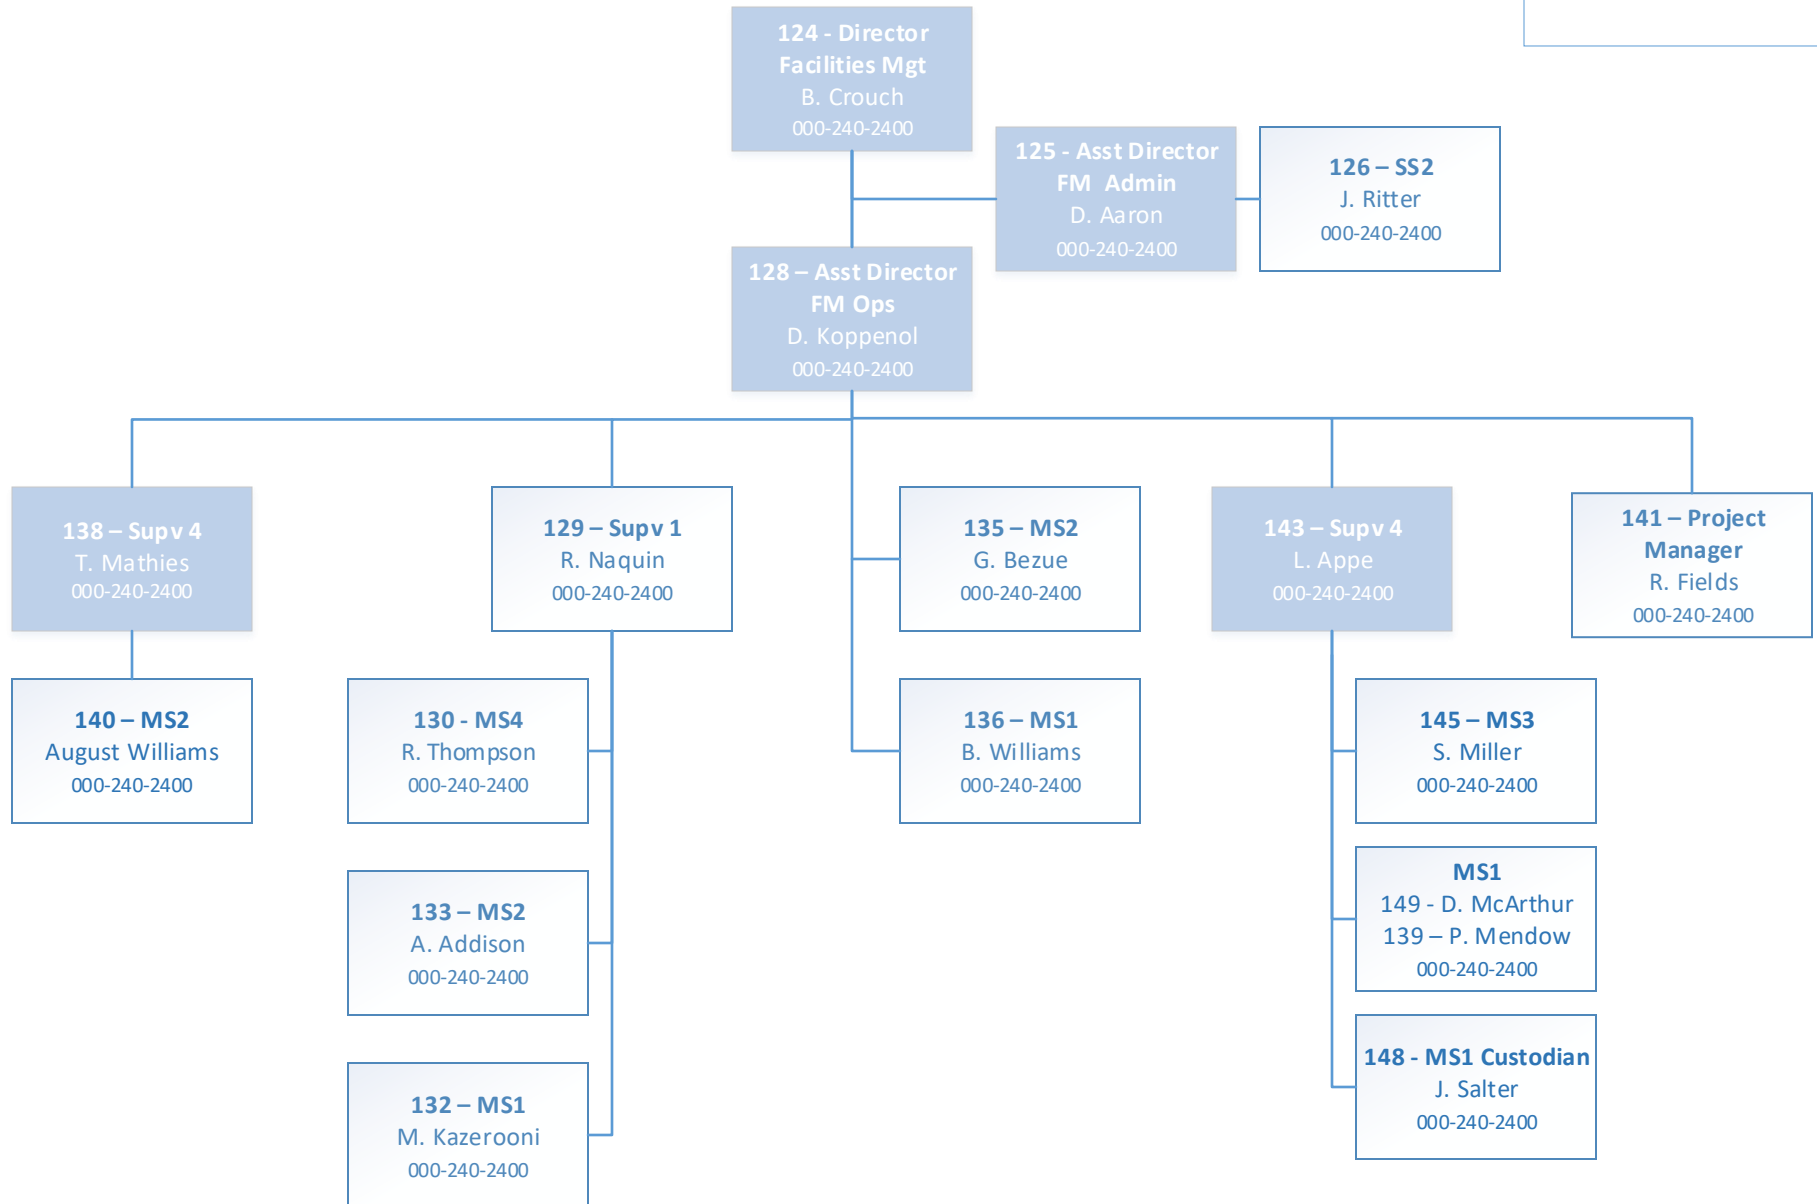 124 - Director
Facilities Mgt
B. Crouch
000-240-2400
125 - Asst Director
FM Admin
D. Aaron
000-240-2400
126 – SS2
J. Ritter
000-240-2400
128 – Asst Director
FM Ops
D. Koppenol
000-240-2400
138 – Supv 4
T. Mathies
000-240-2400
129 – Supv 1
R. Naquin
000-240-2400
135 – MS2
G. Bezue
000-240-2400
143 – Supv 4
L. Appe
000-240-2400
141 – Project
Manager
R. Fields
000-240-2400
140 – MS2
August Williams
000-240-2400
130 - MS4
R. Thompson
000-240-2400
136 – MS1
B. Williams
000-240-2400
145 – MS3
S. Miller
000-240-2400
133 – MS2
A. Addison
000-240-2400
MS1
149 - D. McArthur
139 – P. Mendow
000-240-2400
132 – MS1
M. Kazerooni
000-240-2400
148 - MS1 Custodian
J. Salter
000-240-2400